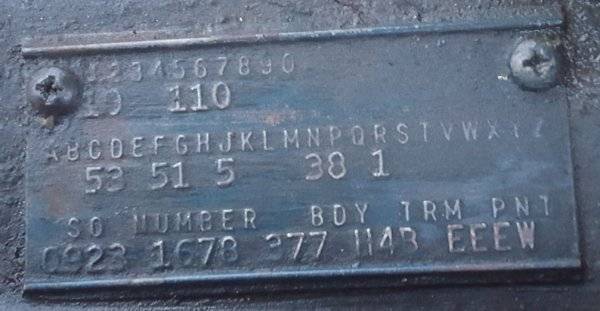 1234567890
10 110
ABCDEFGHJKLMNPQRSTVWXYZ
53 51 5 38 1
SO NUMBER BDY TRM PNT
0923 1678 377 H4B EEEW